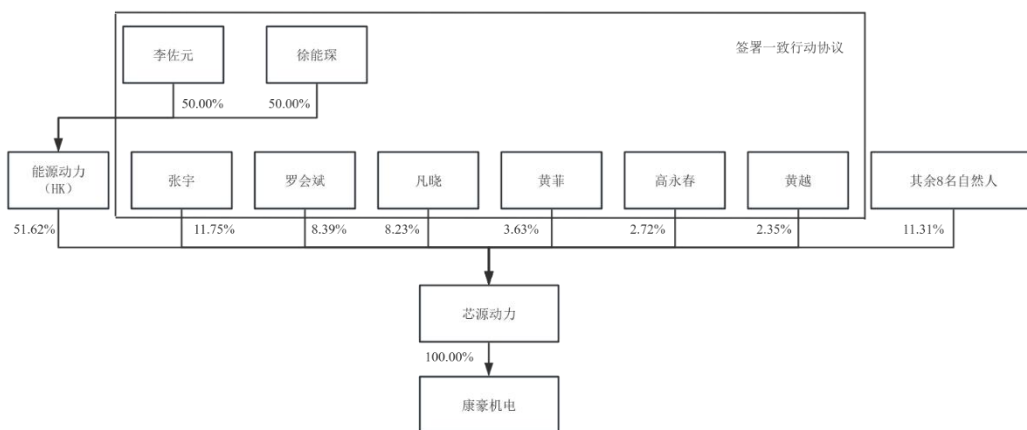 签署一致行动协议
李佐元
徐能琛
50.00%
50.00%
能源动力
（HK）
张宇
罗会斌
凡晓
黄菲
高永春
黄越
其余8名自然人
51.62%
11.75%
8.39%
8.23%
3.63%
2.72%
2.35%
11.31%
芯源动力
100.00%
康豪机电